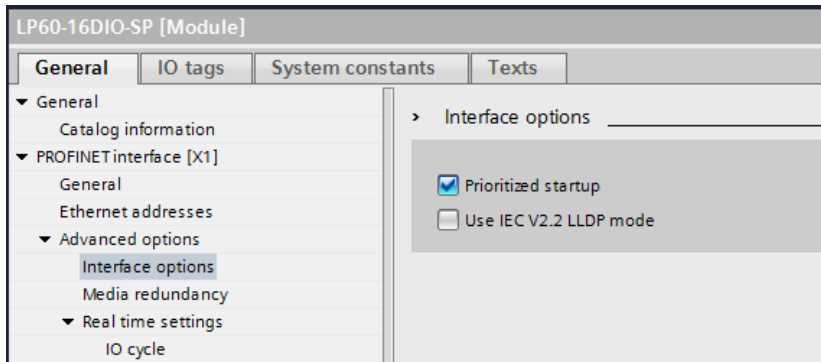 LP60-16DIO-SP [Module]
General IO tags System constants Texts
General
Catalog information
PROFINET interface [X1]
General
Ethernet addresses
Advanced options
Interface options
Media redundancy
Real time settings
IO cycle
Interface options
Prioritized startup
Use IEC V2.2 LLDP mode